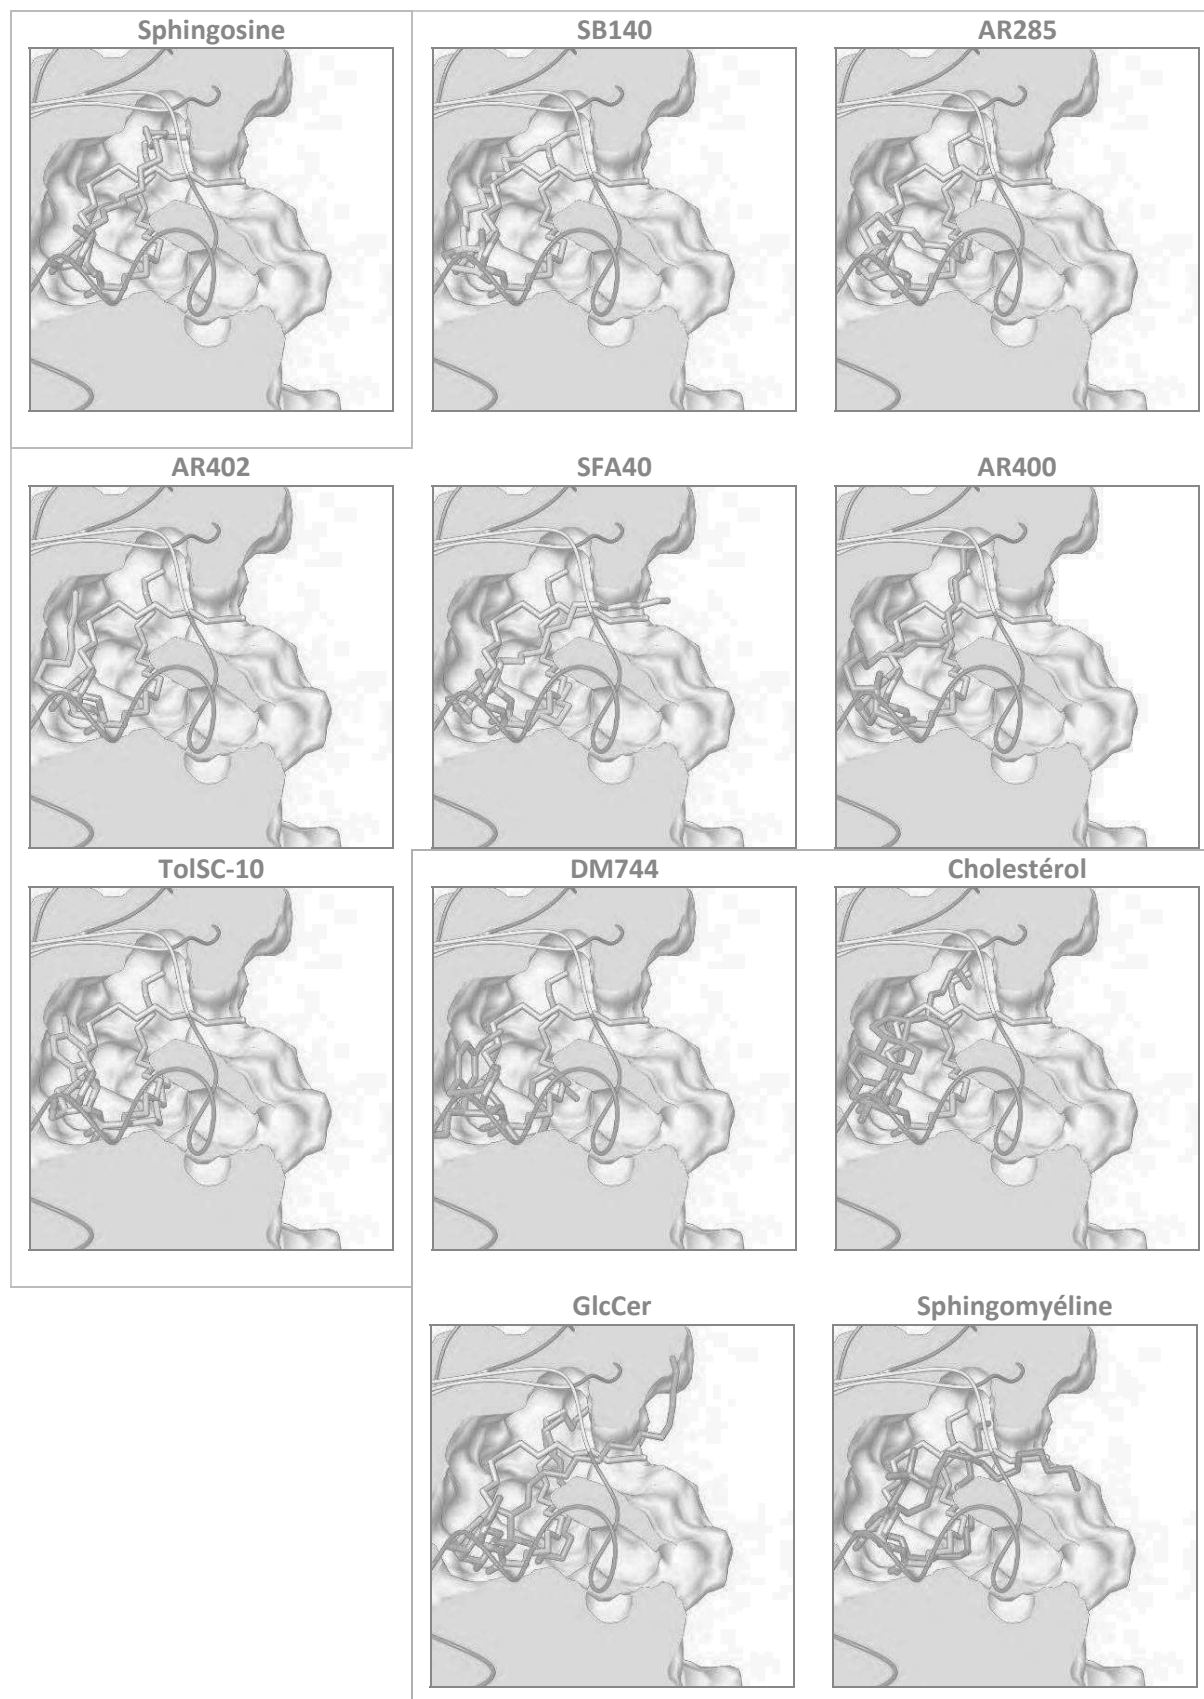 Sphingosine
SB140
AR285
AR402
SFA40
AR400
TolSC-10
DM744
Cholestérol
GlcCer
Sphingomyéline